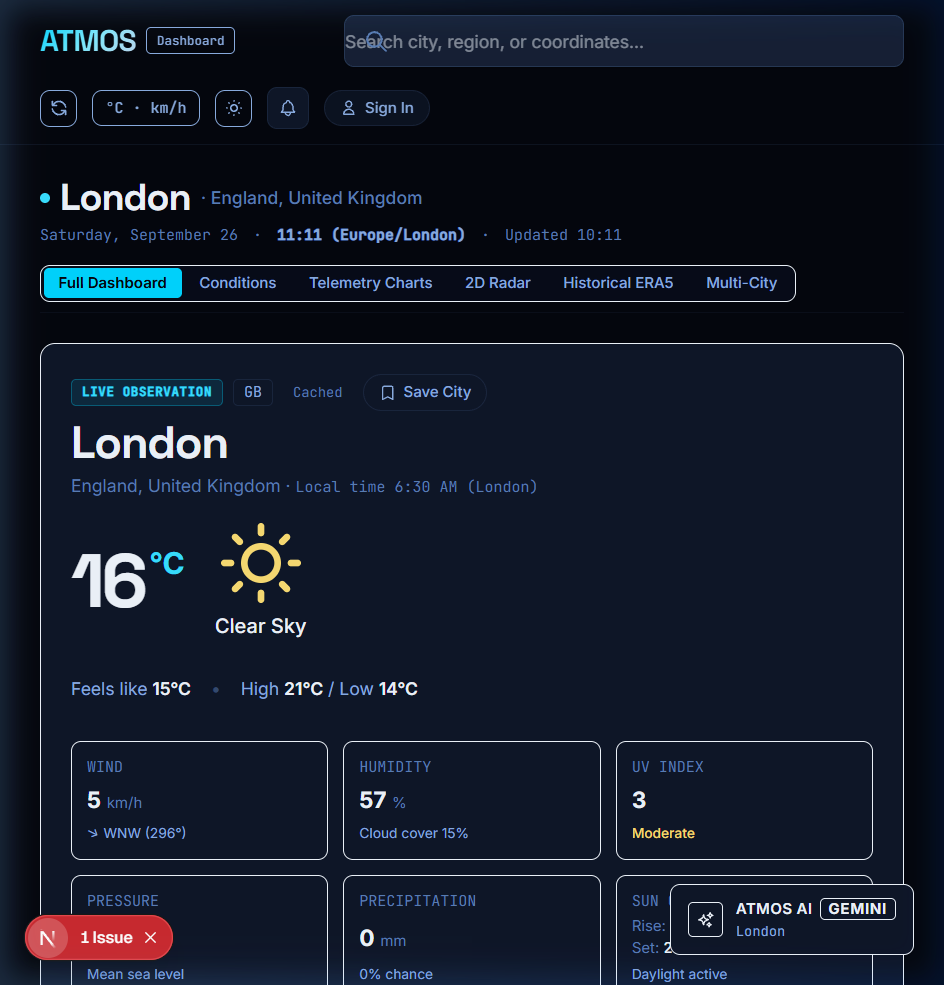 ATMOS Dashboard Search city, region, or coordinates...
°C · km/h Sign In
London · England, United Kingdom
Saturday, September 26 · 11:11 (Europe/London) · Updated 10:11
Full Dashboard Conditions Telemetry Charts 2D Radar Historical ERA5 Multi-City
LIVE OBSERVATION GB Cached Save City
London
England, United Kingdom · Local time 6:30 AM (London)
16°C
Clear Sky
Feels like 15°C • High 21°C / Low 14°C
WIND HUMIDITY UV INDEX
5 km/h 57 % 3
WNW (296°) Cloud cover 15% Moderate
PRESSURE PRECIPITATION SUN
ATMOS AI GEMINI
Rise:
London
0 mm
Set:
N 1 Issue
Mean sea level 0% chance Daylight active